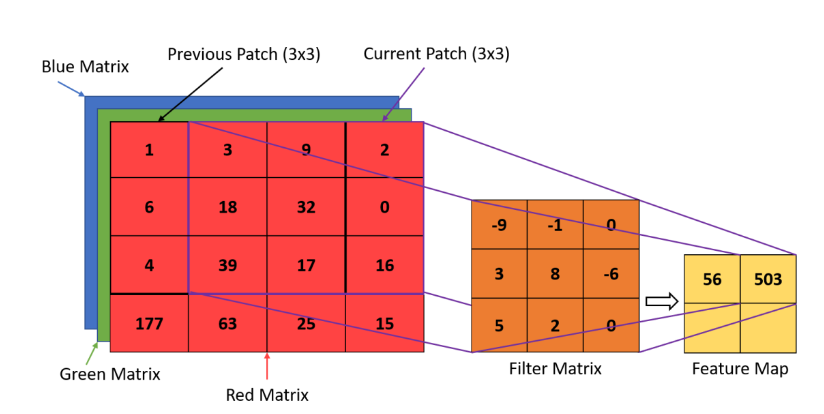 Previous Patch (3x3)
Current Patch (3x3)
Blue Matrix
1 3 9 2
6 18 32 0
4 39 17 16
177 63 25 15
-9 -1 0
3 8 -6
5 2 0
56 503
Green Matrix
Red Matrix
Filter Matrix
Feature Map